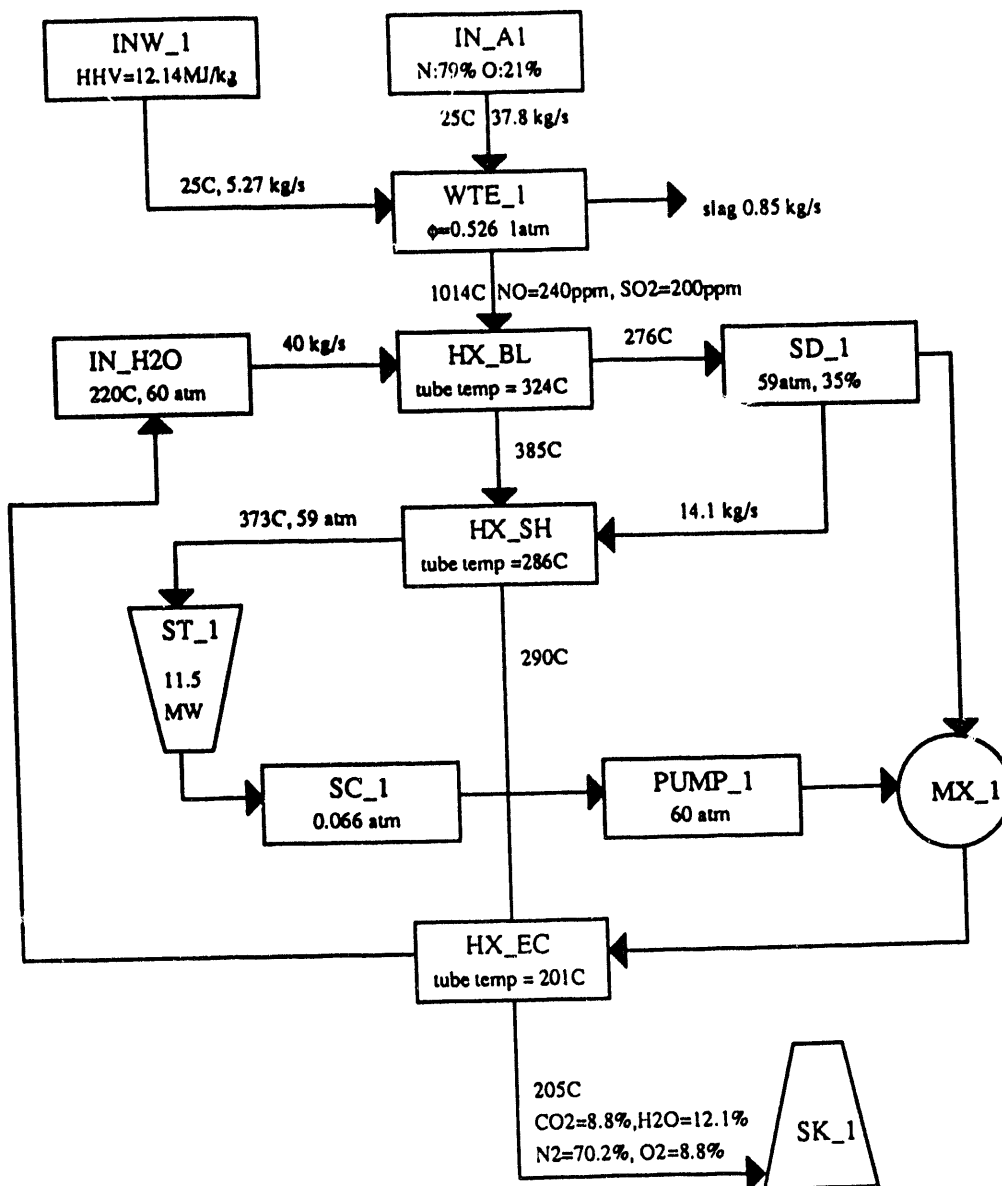 INW_1
HHV=12.14MJ/kg
IN_A1
N:79% O:21%
25C 37.8 kg/s
25C, 5.27 kg/s
WTE_1
ϕ=0.526 1atm
slag 0.85 kg/s
1014C NO=240ppm, SO2=200ppm
IN_H2O
220C, 60 atm
40 kg/s
HX_BL
tube temp = 324C
276C
SD_1
59atm, 35%
385C
373C, 59 atm
HX_SH
tube temp =286C
14.1 kg/s
ST_1
11.5
MW
290C
SC_1
0.066 atm
PUMP_1
60 atm
MX_1
HX_EC
tube temp = 201C
205C
CO2=8.8%,H2O=12.1%
N2=70.2%, O2=8.8%
SK_1